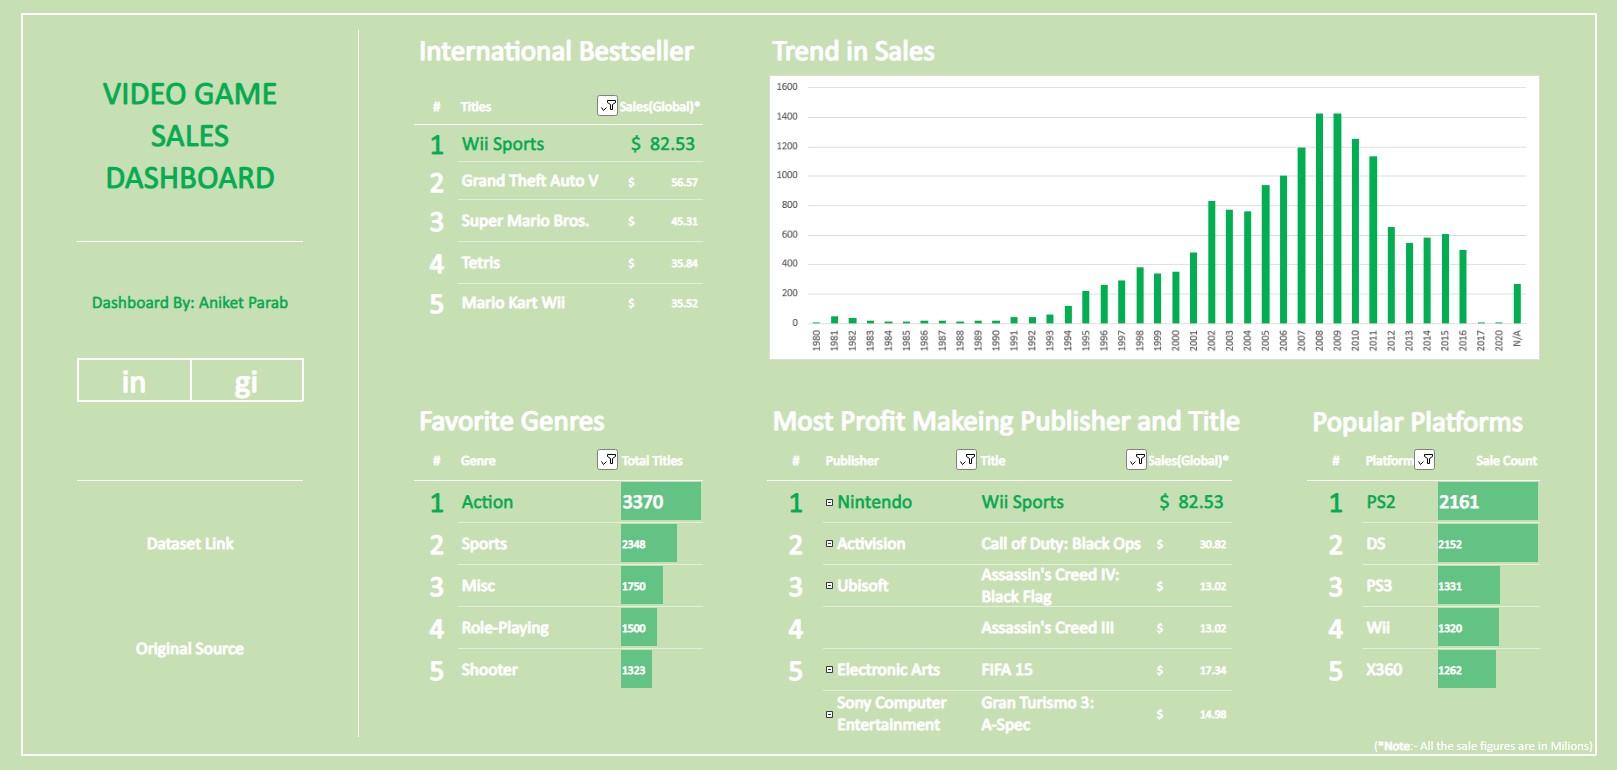 VIDEO GAME
SALES
DASHBOARD
Dashboard By: Aniket Parab
in gi
Dataset Link
Original Source
International Bestseller
# Titles Sales(Global)*
1 Wii Sports $ 82.53
2 Grand Theft Auto V $ 56.57
3 Super Mario Bros. $ 45.31
4 Tetris $ 35.84
5 Mario Kart Wii $ 35.52
Trend in Sales
1600
1400
1200
1000
800
600
400
200
0
1980 1981 1982 1983 1984 1985 1986 1987 1988 1989 1990 1991 1992 1993 1994 1995 1996 1997 1998 1999 2000 2001 2002 2003 2004 2005 2006 2007 2008 2009 2010 2011 2012 2013 2014 2015 2016 2017 2020 N/A
Favorite Genres
# Genre Total Titles
1 Action 3370
2 Sports 2348
3 Misc 1750
4 Role-Playing 1500
5 Shooter 1323
Most Profit Makeing Publisher and Title
# Publisher Title Sales(Global)*
1 Nintendo Wii Sports $ 82.53
2 Activision Call of Duty: Black Ops $ 30.82
3 Ubisoft Assassin's Creed IV: Black Flag $ 13.02
4 Assassin's Creed III $ 13.02
5 Electronic Arts FIFA 15 $ 17.34
Sony Computer Entertainment Gran Turismo 3: A-Spec $ 14.98
Popular Platforms
# Platform Sale Count
1 PS2 2161
2 DS 2152
3 PS3 1331
4 Wii 1320
5 X360 1262
(*Note:- All the sale figures are in Milions)